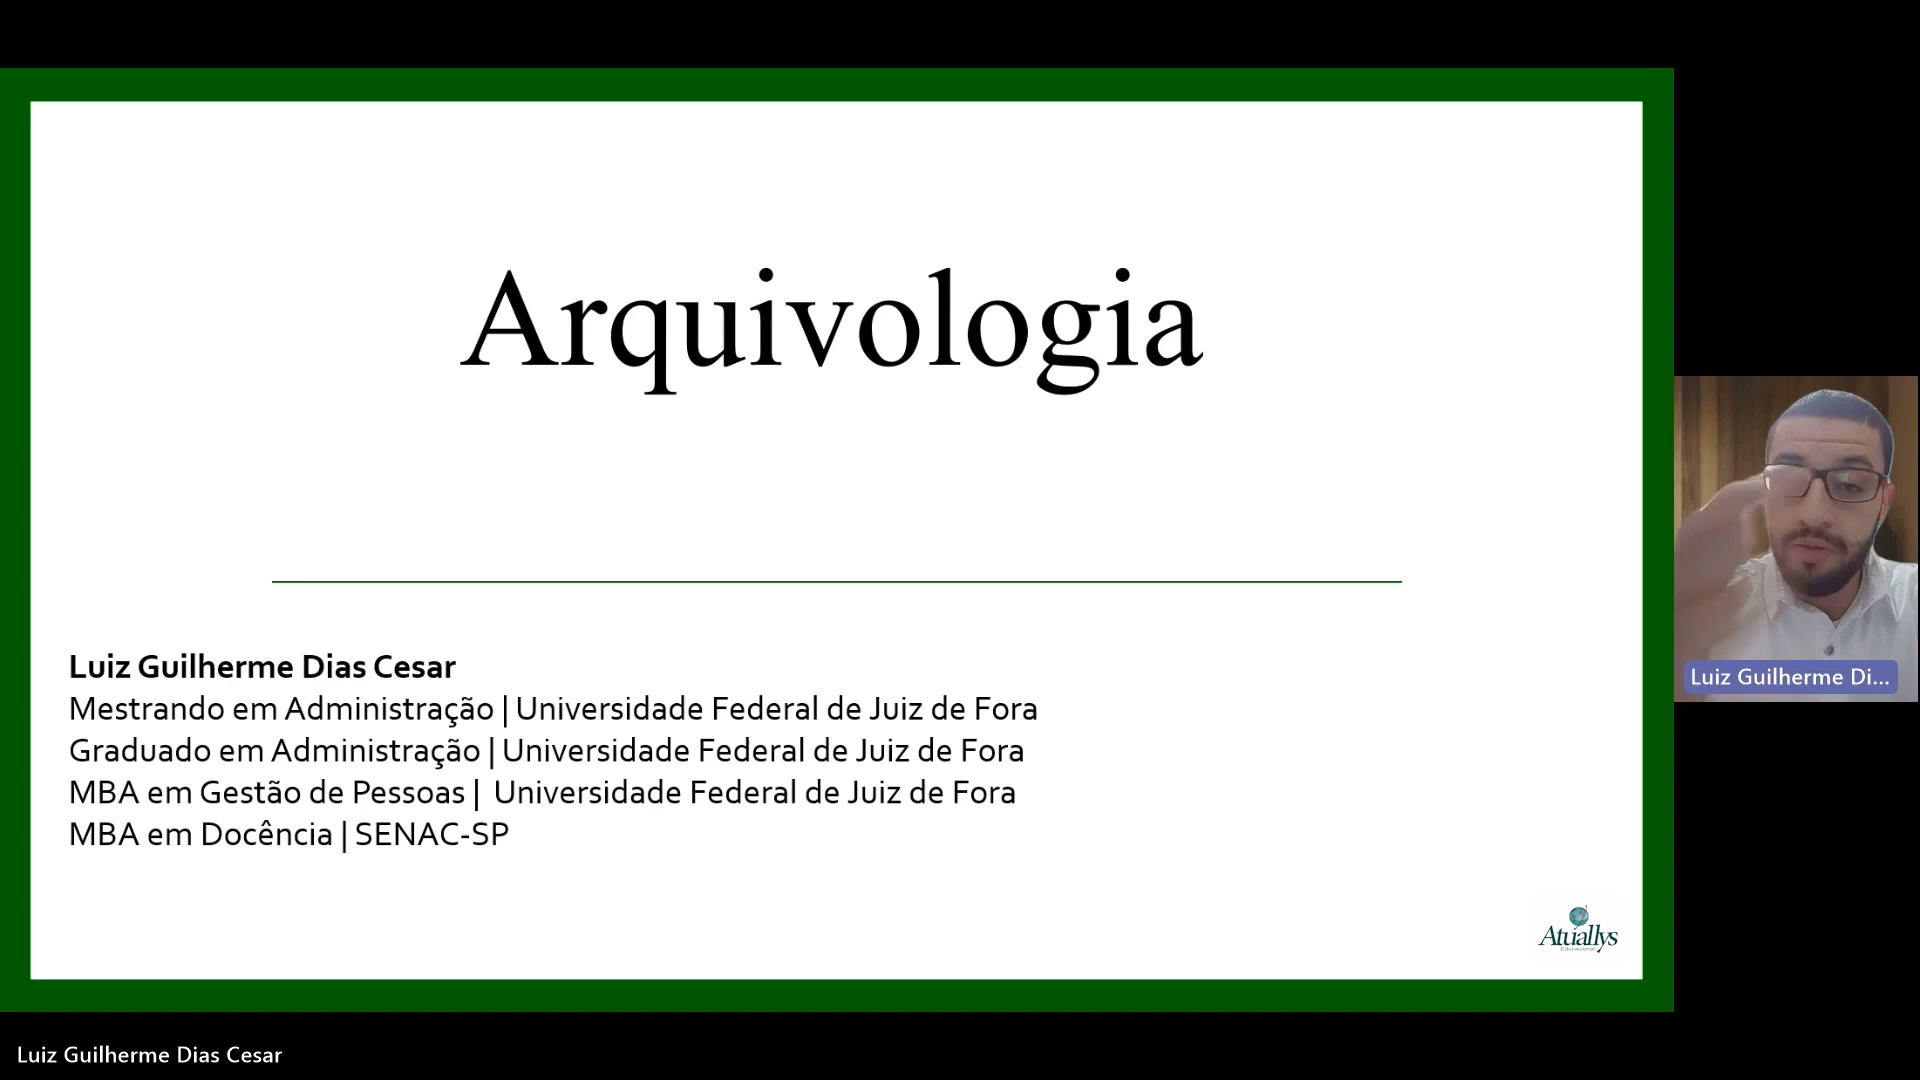 Arquivologia
Luiz Guilherme Dias Cesar
Mestrando em Administração | Universidade Federal de Juiz de Fora
Graduado em Administração | Universidade Federal de Juiz de Fora
MBA em Gestão de Pessoas | Universidade Federal de Juiz de Fora
MBA em Docência | SENAC-SP
Atuallys
Educacional
Luiz Guilherme Di...
Luiz Guilherme Dias Cesar